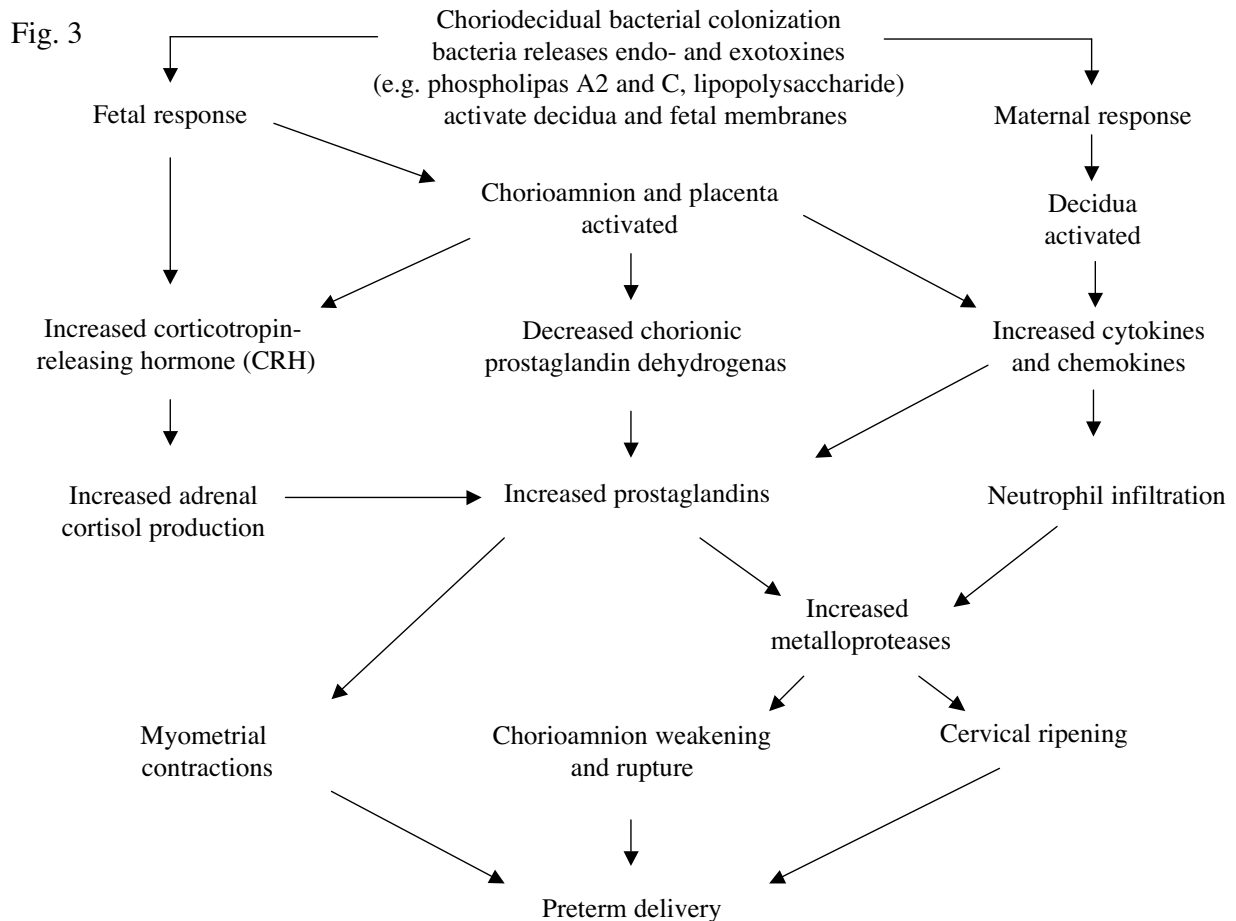 Fig. 3
Choriodecidual bacterial colonization
bacteria releases endo- and exotoxines
(e.g. phospholipas A2 and C, lipopolysaccharide)
activate decidua and fetal membranes
Fetal response
Maternal response
Chorioamnion and placenta
activated
Decidua
activated
Increased corticotropin-
releasing hormone (CRH)
Decreased chorionic
prostaglandin dehydrogenas
Increased cytokines
and chemokines
Increased adrenal
cortisol production
Increased prostaglandins
Neutrophil infiltration
Increased
metalloproteases
Myometrial
contractions
Chorioamnion weakening
and rupture
Cervical ripening
Preterm delivery